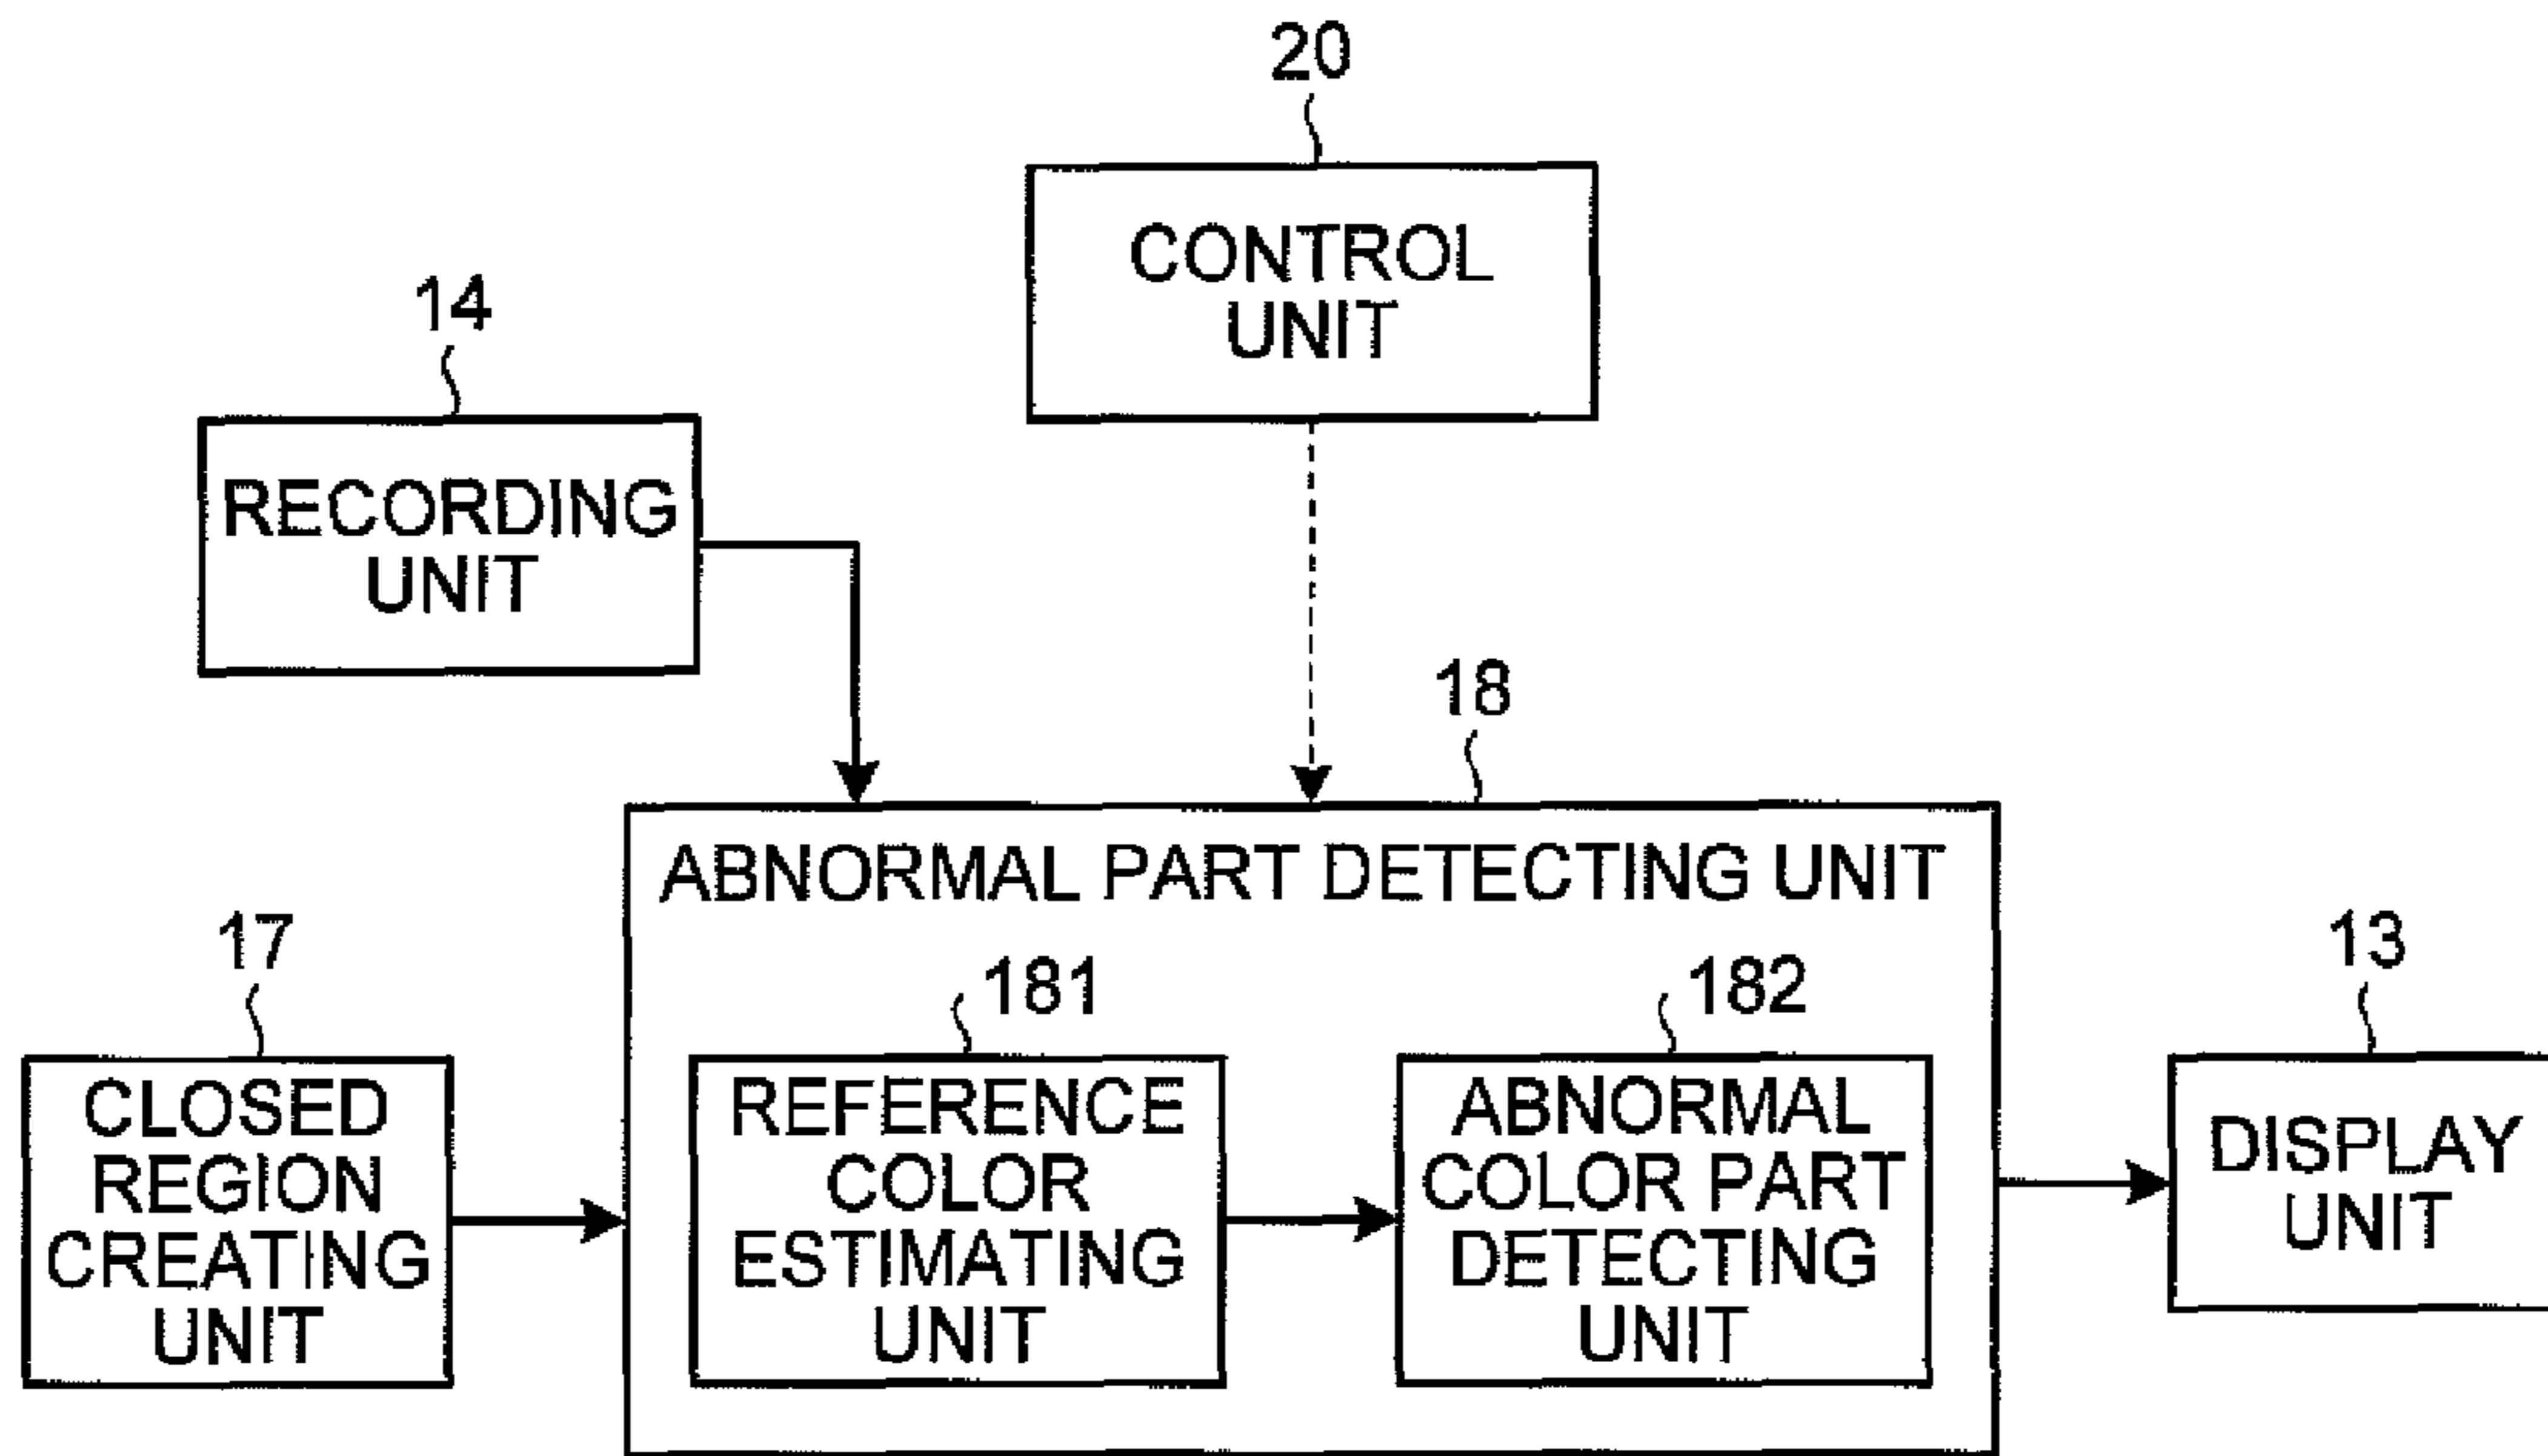 20
CONTROL
UNIT
14
RECORDING
UNIT
18
ABNORMAL PART DETECTING UNIT
17
CLOSED
REGION
CREATING
UNIT
181
REFERENCE
COLOR
ESTIMATING
UNIT
182
ABNORMAL
COLOR PART
DETECTING
UNIT
13
DISPLAY
UNIT